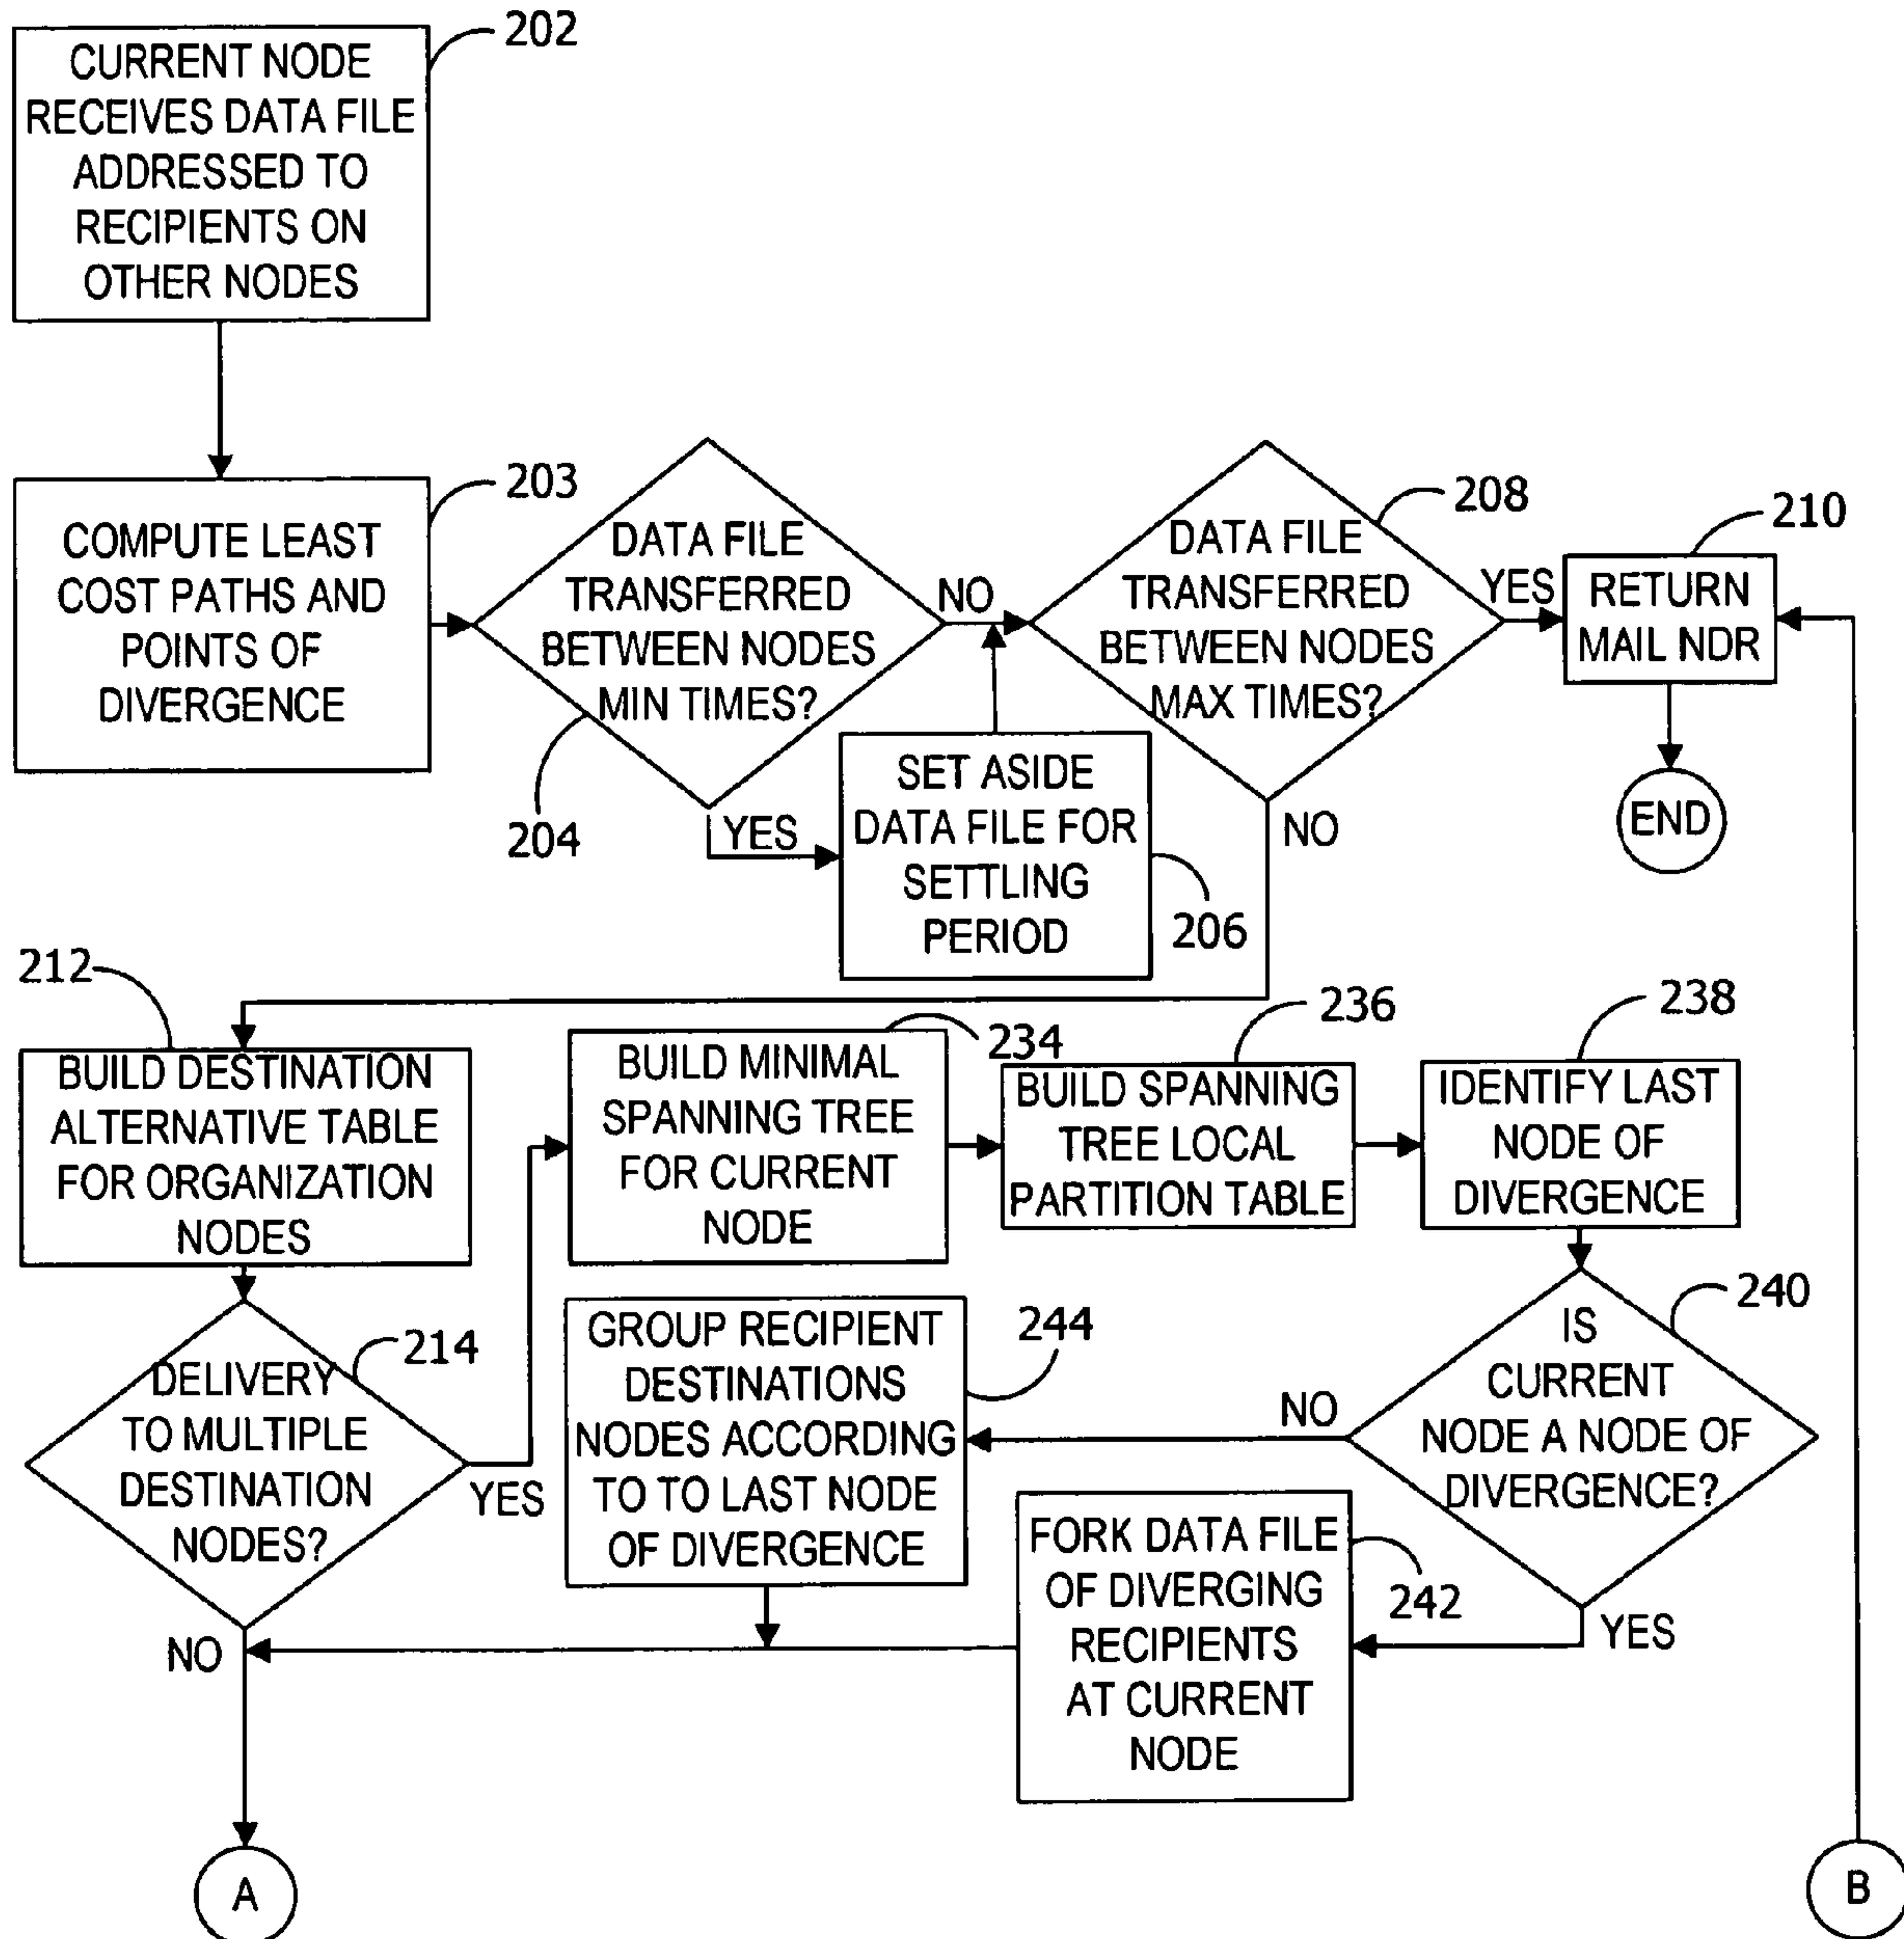 202
CURRENT NODE
RECEIVES DATA FILE
ADDRESSED TO
RECIPIENTS ON
OTHER NODES
203
COMPUTE LEAST
COST PATHS AND
POINTS OF
DIVERGENCE
DATA FILE
TRANSFERRED
BETWEEN NODES
MIN TIMES?
204
NO
YES
SET ASIDE
DATA FILE FOR
SETTLING
PERIOD
206
208
DATA FILE
TRANSFERRED
BETWEEN NODES
MAX TIMES?
YES
NO
210
RETURN
MAIL NDR
END
212
BUILD DESTINATION
ALTERNATIVE TABLE
FOR ORGANIZATION
NODES
214
DELIVERY
TO MULTIPLE
DESTINATION
NODES?
YES
NO
234
BUILD MINIMAL
SPANNING TREE
FOR CURRENT
NODE
236
BUILD SPANNING
TREE LOCAL
PARTITION TABLE
238
IDENTIFY LAST
NODE OF
DIVERGENCE
240
IS
CURRENT
NODE A NODE OF
DIVERGENCE?
NO
YES
244
GROUP RECIPIENT
DESTINATIONS
NODES ACCORDING
TO TO LAST NODE
OF DIVERGENCE
242
FORK DATA FILE
OF DIVERGING
RECIPIENTS
AT CURRENT
NODE
A
B